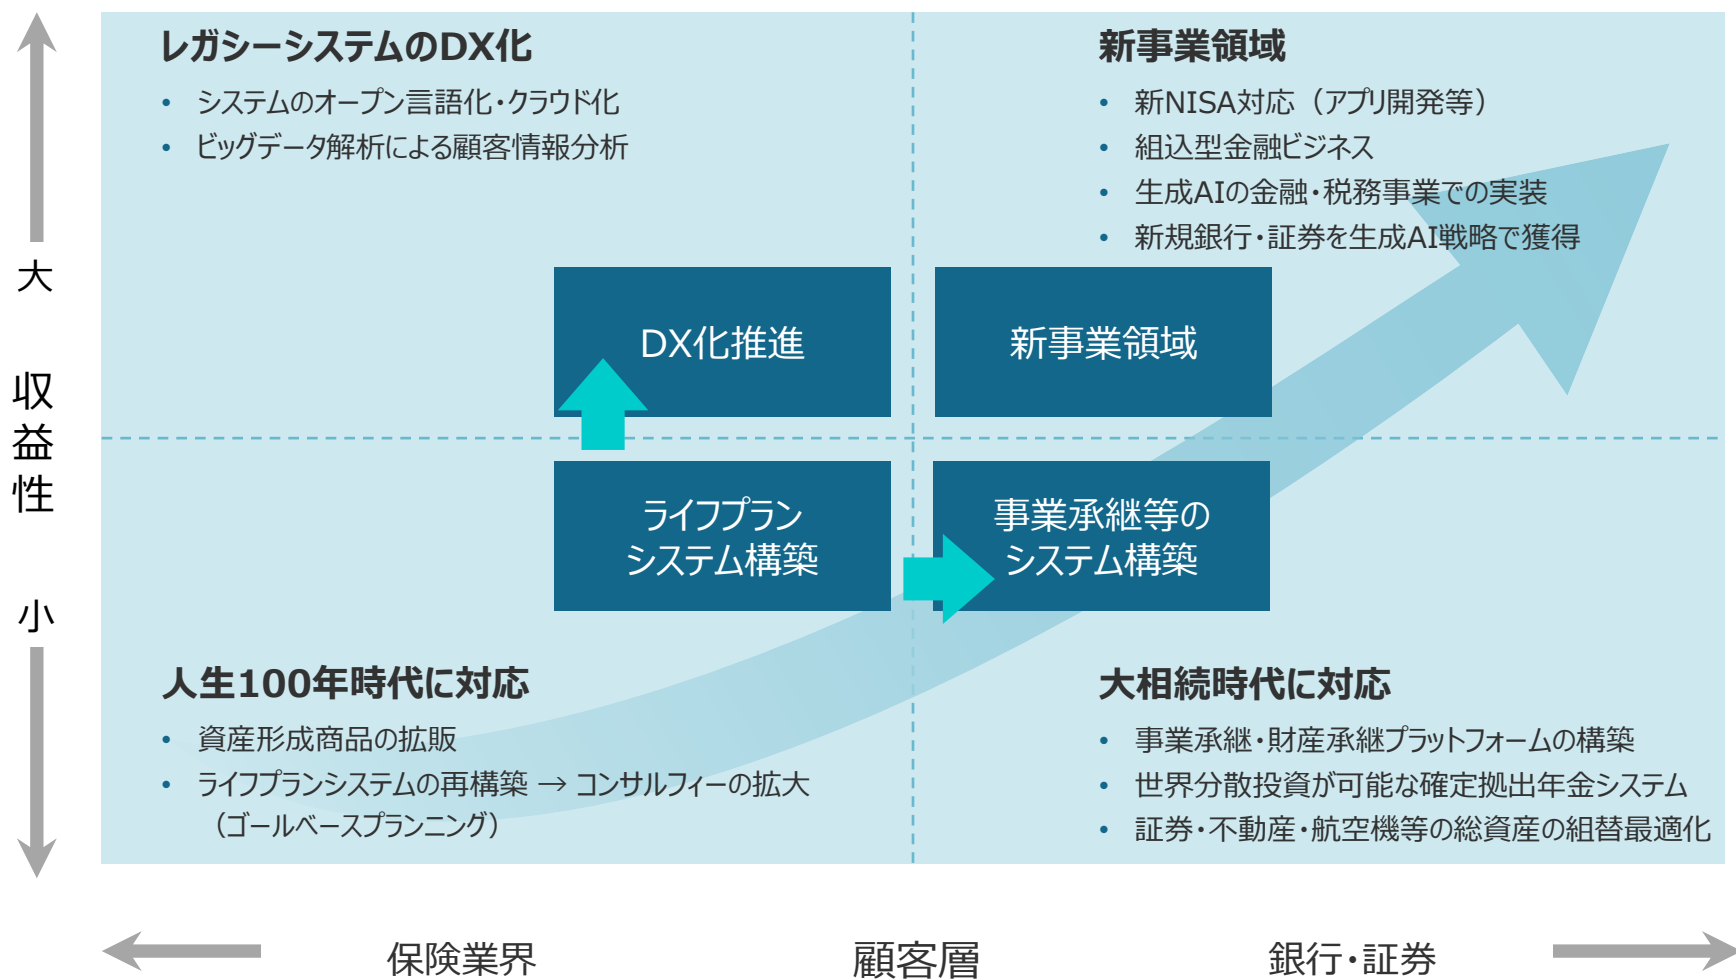 レガシーシステムのDX化
• システムのオープン言語化・クラウド化
• ビッグデータ解析による顧客情報分析
新事業領域
• 新NISA対応（アプリ開発等）
• 組込型金融ビジネス
• 生成AIの金融・税務事業での実装
• 新規銀行・証券を生成AI戦略で獲得
大
収益性
小
DX化推進
新事業領域
ライフプラン
システム構築
事業承継等の
システム構築
人生100年時代に対応
• 資産形成商品の拡販
• ライフプランシステムの再構築 → コンサルフィーの拡大
（ゴールベースプランニング）
大相続時代に対応
• 事業承継・財産承継プラットフォームの構築
• 世界分散投資が可能な確定拠出年金システム
• 証券・不動産・航空機等の総資産の組替最適化
保険業界
顧客層
銀行・証券